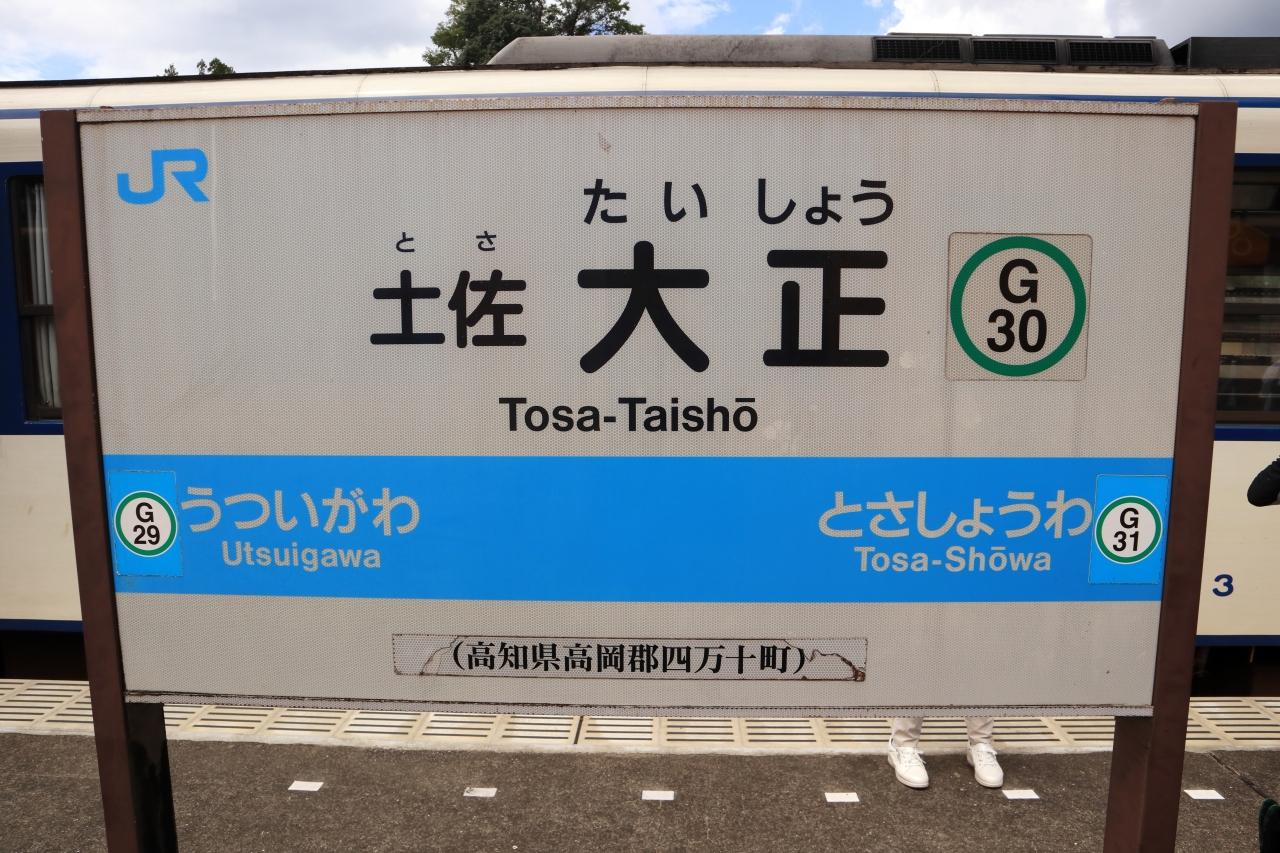 JR
たいしょう
とさ
土佐 大正
G
30
Tosa-Taishō
G
29
うついがわ
Utsuigawa
とさしょうわ
Tosa-Shōwa
G
31
(高知県高岡郡四万十町)
3